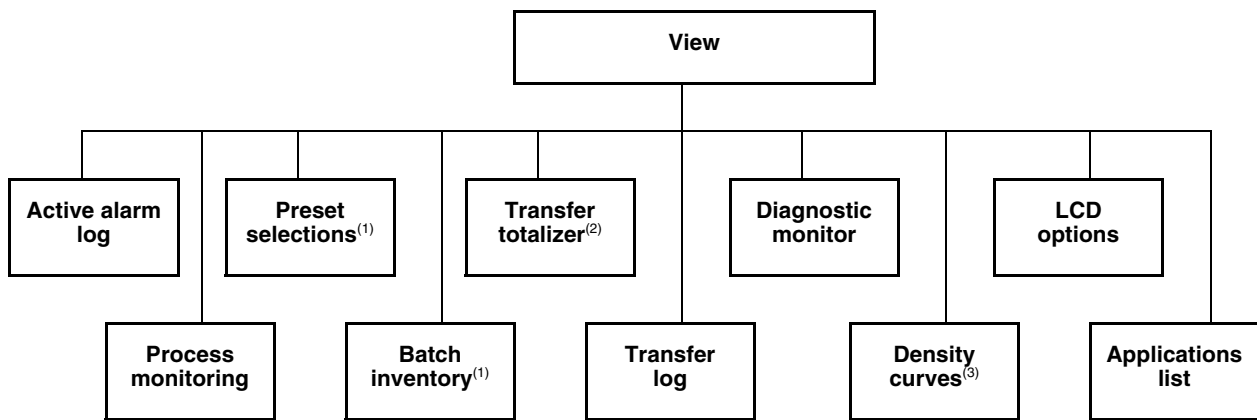 View
Active alarm
log
Preset
selections(1)
Transfer
totalizer(2)
Diagnostic
monitor
LCD
options
Process
monitoring
Batch
inventory(1)
Transfer
log
Density
curves(3)
Applications
list